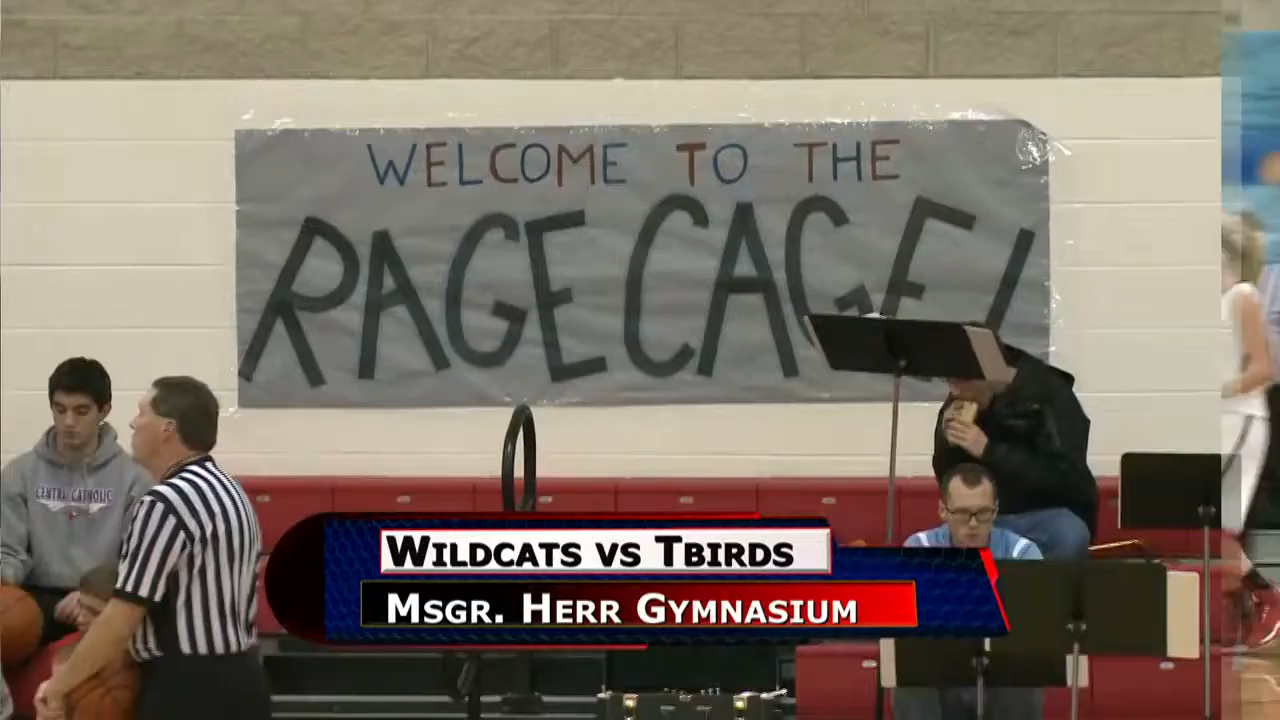 WELCOME TO THE
RAGE CAGE!
CENTRAL CATHOLIC
WILDCATS VS TBIRDS
MSGR. HERR GYMNASIUM